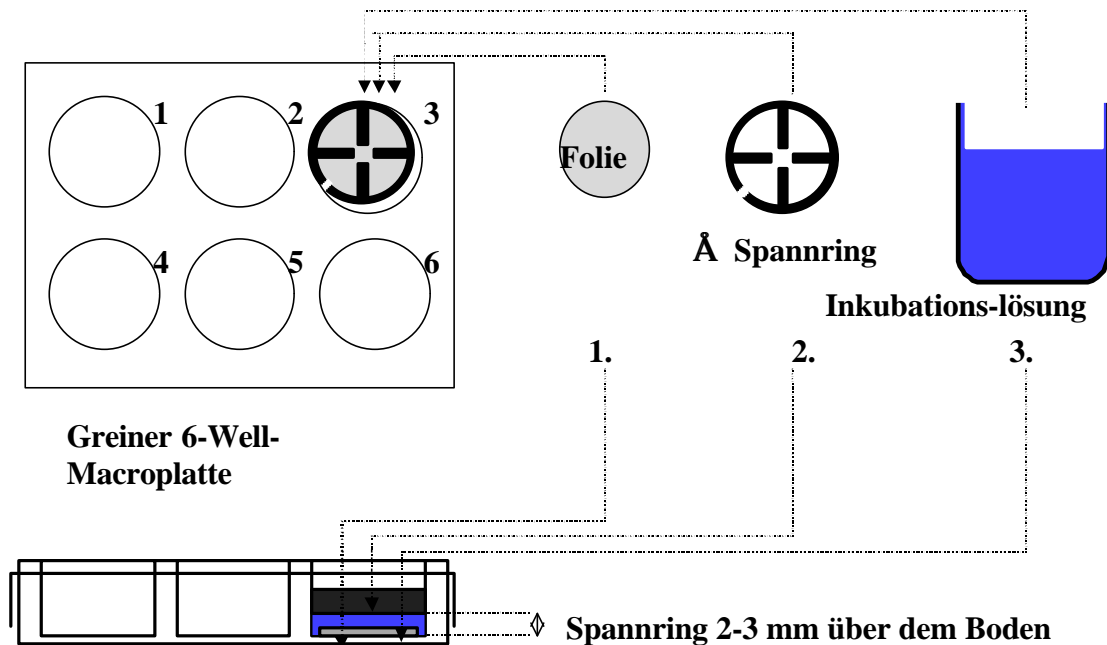 1
2
3
4
5
6
Folie
Å Spannring
Inkubations-lösung
1.
2.
3.
Greiner 6-Well-
Macroplatte
Spannring 2-3 mm über dem Boden